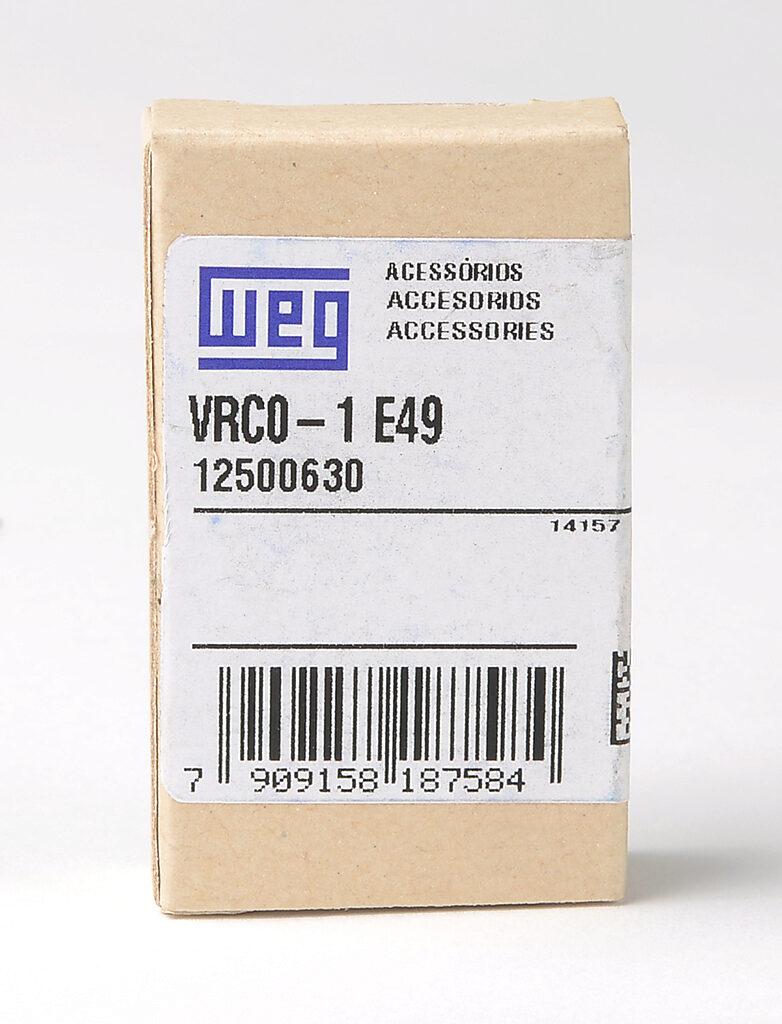 weg
ACESSÓRIOS
ACCESORIOS
ACCESSORIES
VRC0-1 E49
12500630
14157
7 909158 187584